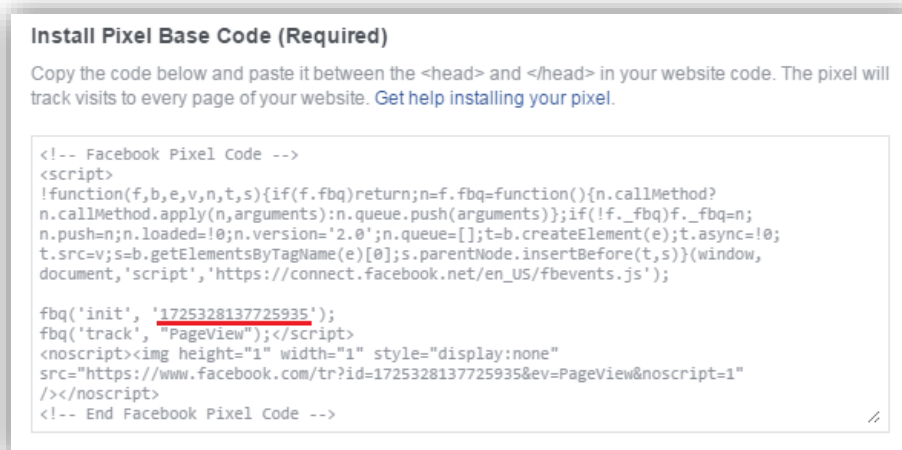 Install Pixel Base Code (Required)
Copy the code below and paste it between the <head> and </head> in your website code. The pixel will
track visits to every page of your website. Get help installing your pixel.
<!-- Facebook Pixel Code -->
<script>
!function(f,b,e,v,n,t,s){if(f.fbq)return;n=f.fbq=function(){n.callMethod?
n.callMethod.apply(n,arguments):n.queue.push(arguments)};if(!f._fbq)f._fbq=n;
n.push=n;n.loaded=!0;n.version='2.0';n.queue=[];t=b.createElement(e);t.async=!0;
t.src=v;s=b.getElementsByTagName(e)[0];s.parentNode.insertBefore(t,s)}(window,
document,'script','https://connect.facebook.net/en_US/fbevents.js');
fbq('init', '1725328137725935');
fbq('track', "PageView");</script>
<noscript><img height="1" width="1" style="display:none"
src="https://www.facebook.com/tr?id=1725328137725935&ev=PageView&noscript=1"
/></noscript>
<!-- End Facebook Pixel Code -->